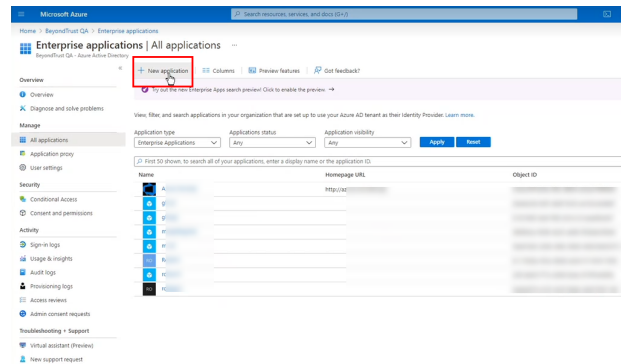 Microsoft Azure
Search resources, services, and docs (G+/)
Home > BeyondTrust QA > Enterprise applications
Enterprise applications | All applications ...
BeyondTrust QA - Azure Active Directory
New application
Columns
Preview features
Got feedback?
Try out the new Enterprise Apps search preview! Click to enable the preview. →
Overview
Overview
Diagnose and solve problems
Manage
All applications
Application proxy
User settings
Security
Conditional Access
Consent and permissions
Activity
Sign-in logs
Usage & insights
Audit logs
Provisioning logs
Access reviews
Admin consent requests
Troubleshooting + Support
Virtual assistant (Preview)
New support request
View, filter, and search applications in your organization that are set up to use your Azure AD tenant as their Identity Provider. Learn more.
Application type
Applications status
Application visibility
Enterprise Applications
Any
Any
Apply
Reset
First 50 shown, to search all of your applications, enter a display name or the application ID.
Name
Homepage URL
Object ID
A
http://az
g
g
m
m
RO
ro
RO